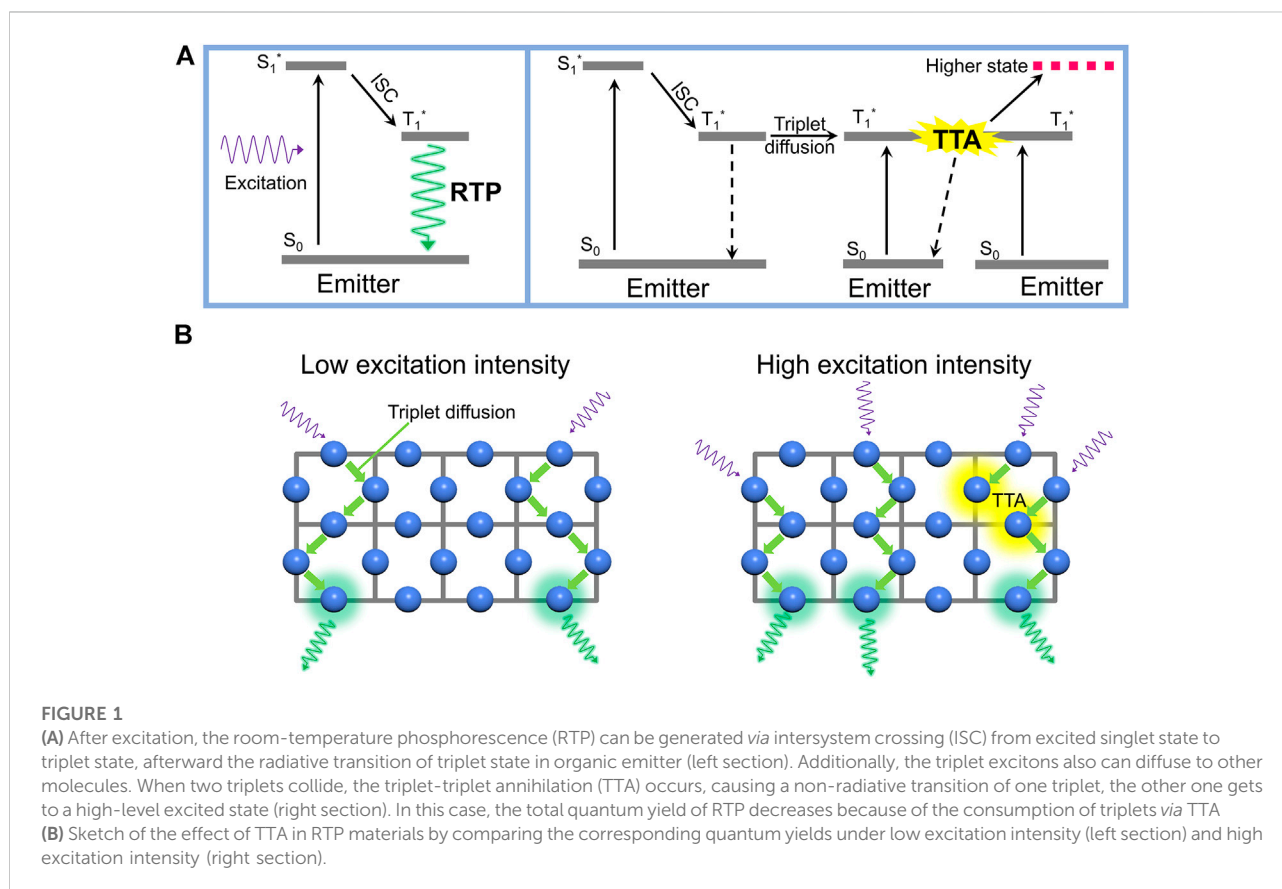 A
S1*
ISC
T1*
Excitation
RTP
S0
Emitter
S1*
ISC
T1*
Triplet
diffusion
T1*
TTA
Higher state
T1*
S0
Emitter
Emitter
S0
Emitter
B
Low excitation intensity
High excitation intensity
Triplet diffusion
TTA
FIGURE 1
(A) After excitation, the room-temperature phosphorescence (RTP) can be generated via intersystem crossing (ISC) from excited singlet state to
triplet state, afterward the radiative transition of triplet state in organic emitter (left section). Additionally, the triplet excitons also can diffuse to other
molecules. When two triplets collide, the triplet-triplet annihilation (TTA) occurs, causing a non-radiative transition of one triplet, the other one gets
to a high-level excited state (right section). In this case, the total quantum yield of RTP decreases because of the consumption of triplets via TTA
(B) Sketch of the effect of TTA in RTP materials by comparing the corresponding quantum yields under low excitation intensity (left section) and high
excitation intensity (right section).